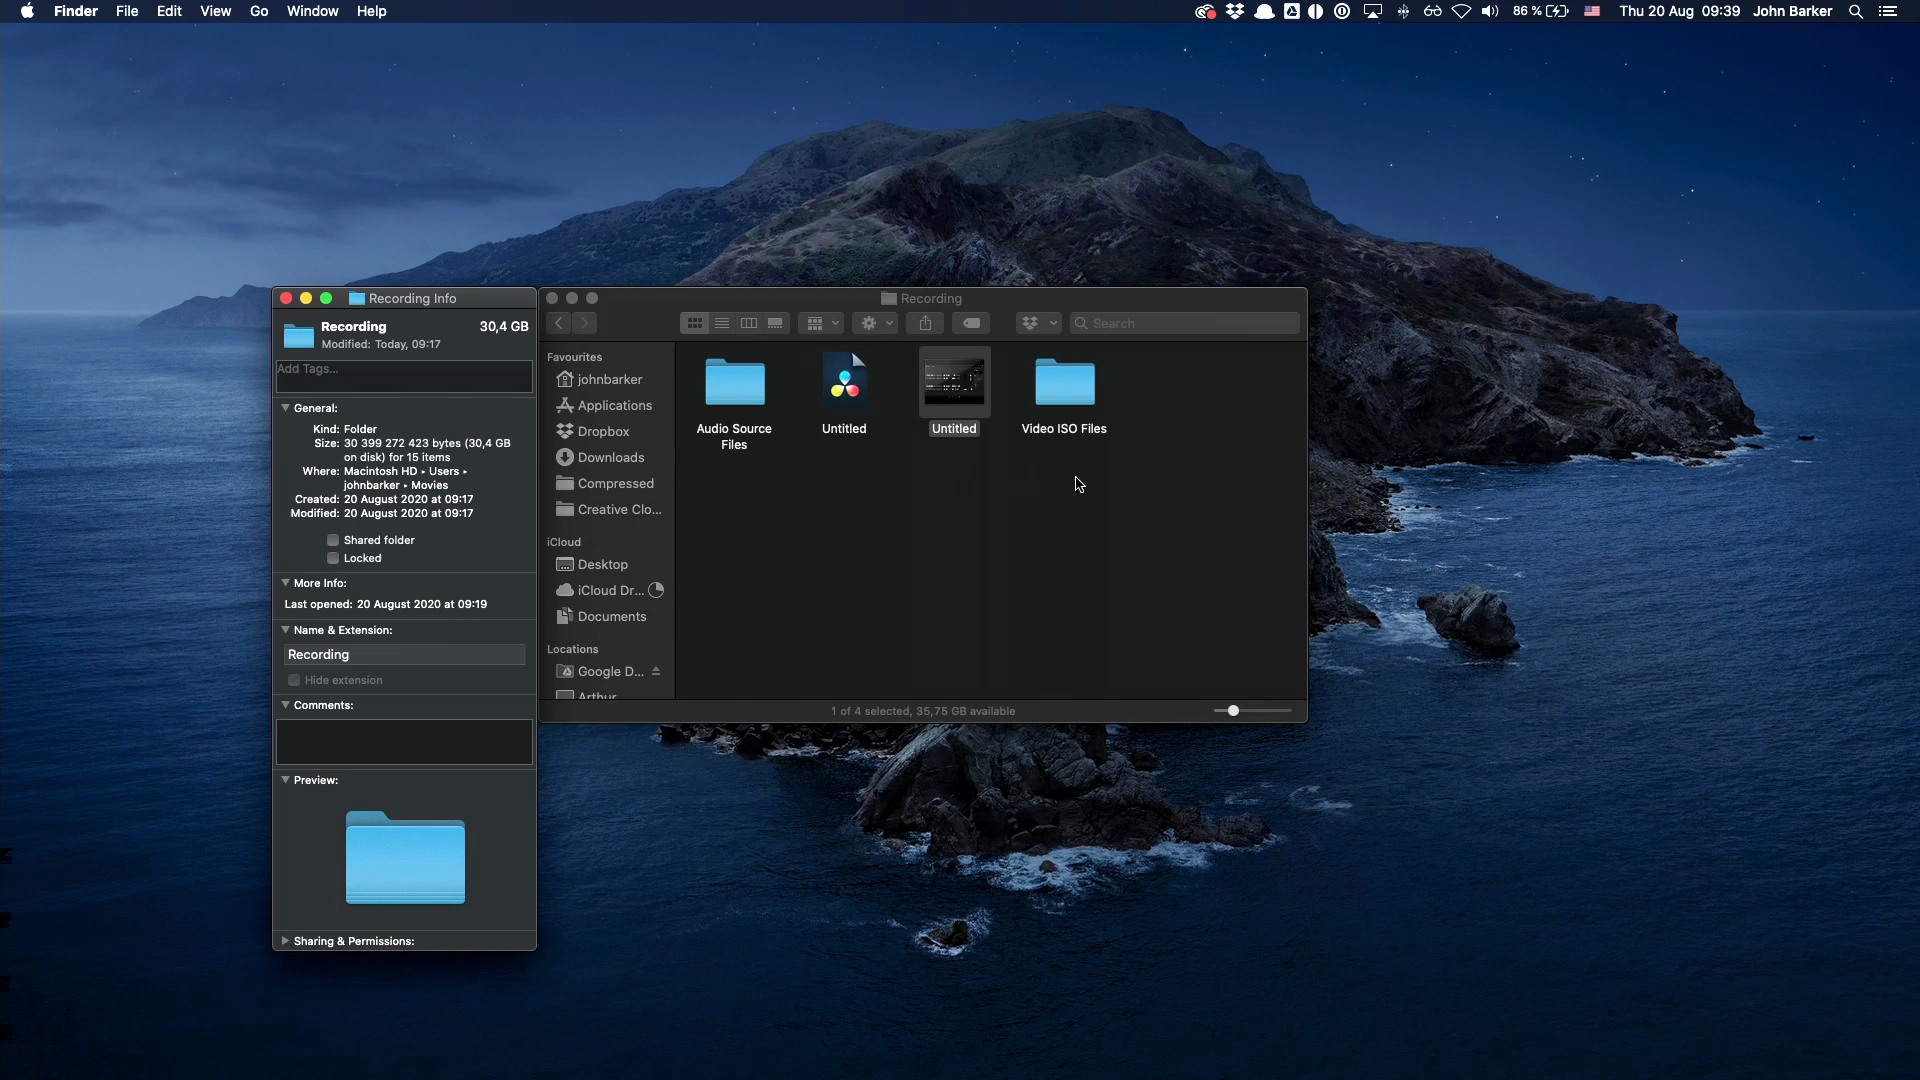 Finder File Edit View Go Window Help
86 % Thu 20 Aug 09:39 John Barker
Recording Info
Recording 30,4 GB
Modified: Today, 09:17
Add Tags...
General:
Kind: Folder
Size: 30 399 272 423 bytes (30,4 GB
on disk) for 15 items
Where: Macintosh HD ▸ Users ▸
johnbarker ▸ Movies
Created: 20 August 2020 at 09:17
Modified: 20 August 2020 at 09:17
Shared folder
Locked
More Info:
Last opened: 20 August 2020 at 09:19
Name & Extension:
Recording
Hide extension
Comments:
Preview:
Sharing & Permissions:
Recording
Search
Favourites
johnbarker
Applications
Dropbox
Downloads
Compressed
Creative Clo...
iCloud
Desktop
iCloud Dr...
Documents
Locations
Google D...
Arthur
Audio Source
Files
Untitled
Untitled
Video ISO Files
1 of 4 selected, 35,75 GB available